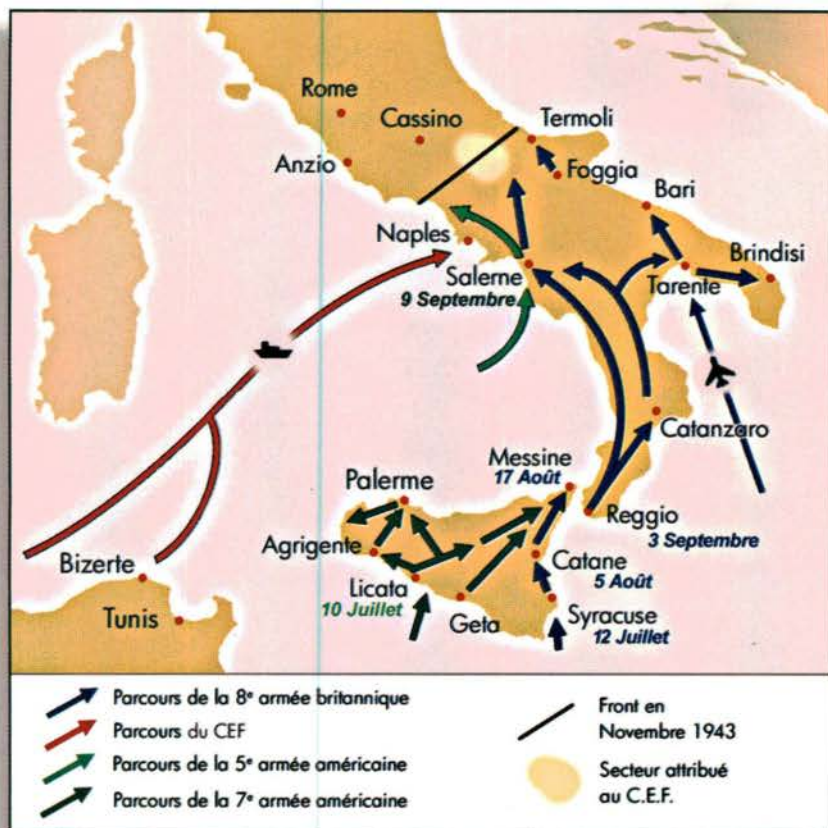 Rome
Cassino
Termoli
Anzio
Foggia
Bari
Naples
Brindisi
Salerne
Tarente
9 Septembre
Catanzaro
Messine
17 Août
Palerme
Reggio
3 Septembre
Agrigente
Bizerte
Catane
5 Août
Licata
10 Juillet
Geta
Syracuse
12 Juillet
Tunis
Parcours de la 8e armée britannique
Parcours du CEF
Parcours de la 5e armée américaine
Parcours de la 7e armée américaine
Front en
Novembre 1943
Secteur attribué
au C.E.F.